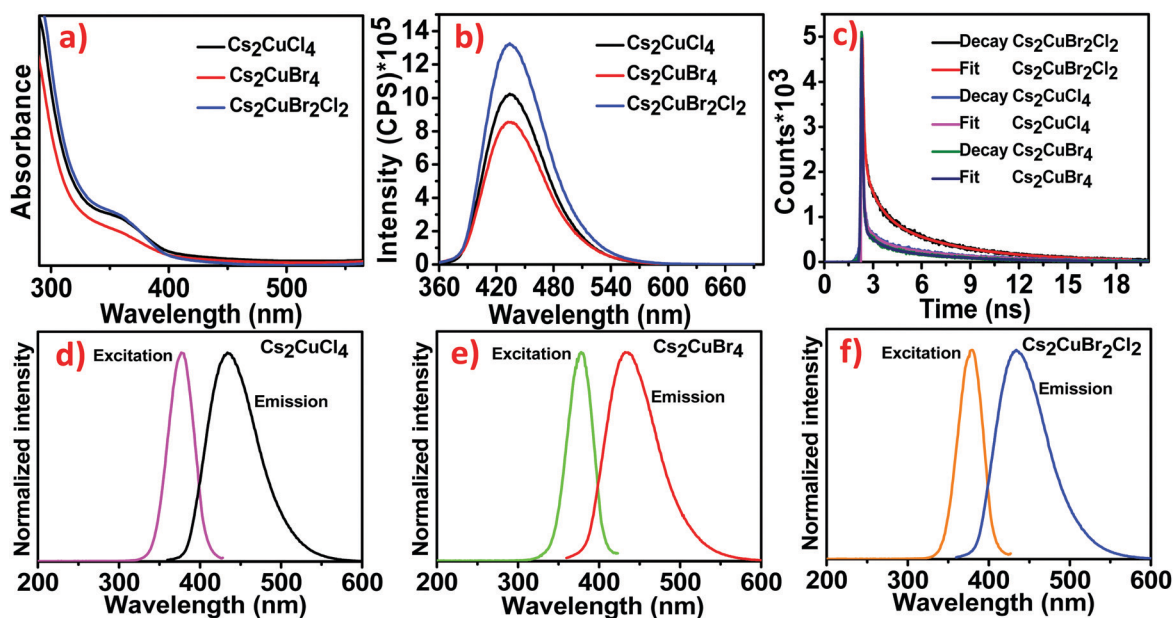 a)
Cs2CuCl4
Cs2CuBr4
Cs2CuBr2Cl2
Absorbance
300 400 500
Wavelength (nm)
b)
Cs2CuCl4
Cs2CuBr4
Cs2CuBr2Cl2
Intensity (CPS)*10^5
14
12
10
8
6
4
2
0
360 420 480 540 600 660
Wavelength (nm)
c)
Decay Cs2CuBr2Cl2
Fit Cs2CuBr2Cl2
Decay Cs2CuCl4
Fit Cs2CuCl4
Decay Cs2CuBr4
Fit Cs2CuBr4
Counts*10^3
5
4
3
2
1
0
0 3 6 9 12 15 18
Time (ns)
d)
Cs2CuCl4
Excitation
Emission
Normalized intensity
200 300 400 500 600
Wavelength (nm)
e)
Cs2CuBr4
Excitation
Emission
Normalized intensity
200 300 400 500 600
Wavelength (nm)
f)
Cs2CuBr2Cl2
Excitation
Emission
Normalized intensity
200 300 400 500 600
Wavelength (nm)